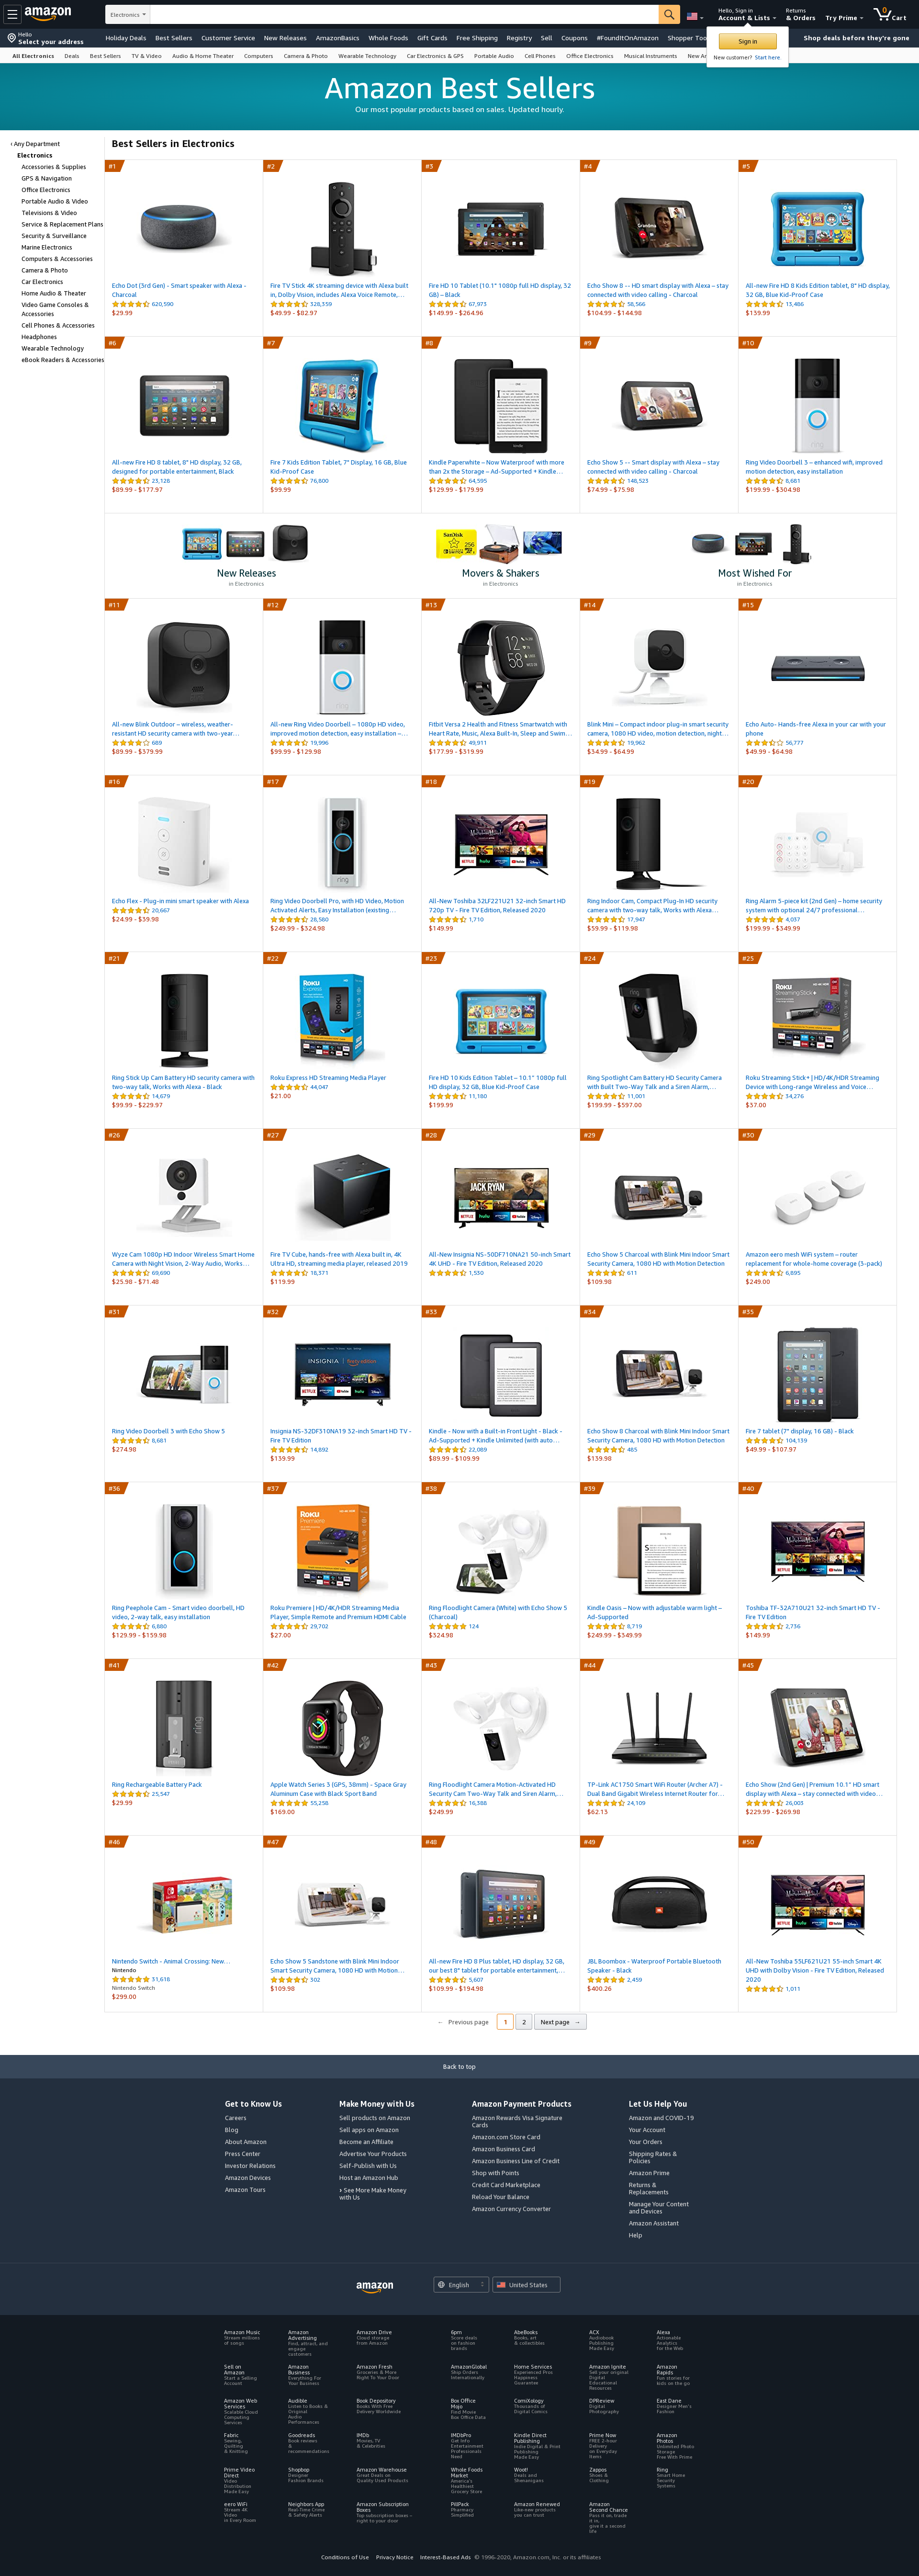 Electronics
Hello, Sign in
Account & Lists
Returns
& Orders
Try Prime
0
Cart
amazon
Hello
Select your address
Holiday Deals
Best Sellers
Customer Service
New Releases
AmazonBasics
Whole Foods
Gift Cards
Free Shipping
Registry
Sell
Coupons
#FoundItOnAmazon
Shopper Too
Shop deals before they're gone
Sign in
New customer? Start here.
All Electronics
Deals
Best Sellers
TV & Video
Audio & Home Theater
Computers
Camera & Photo
Wearable Technology
Car Electronics & GPS
Portable Audio
Cell Phones
Office Electronics
Musical Instruments
New Ar
Amazon Best Sellers
Our most popular products based on sales. Updated hourly.
‹ Any Department
Electronics
Accessories & Supplies
GPS & Navigation
Office Electronics
Portable Audio & Video
Televisions & Video
Service & Replacement Plans
Security & Surveillance
Marine Electronics
Computers & Accessories
Camera & Photo
Car Electronics
Home Audio & Theater
Video Game Consoles &
Accessories
Cell Phones & Accessories
Headphones
Wearable Technology
eBook Readers & Accessories
Best Sellers in Electronics
#1
Echo Dot (3rd Gen) - Smart speaker with Alexa -
Charcoal
620,590
$29.99
#2
Fire TV Stick 4K streaming device with Alexa built
in, Dolby Vision, includes Alexa Voice Remote,…
328,359
$49.99 - $82.97
#3
Fire HD 10 Tablet (10.1" 1080p full HD display, 32
GB) – Black
67,973
$149.99 - $264.96
#4
Echo Show 8 -- HD smart display with Alexa – stay
connected with video calling - Charcoal
58,566
$104.99 - $144.98
#5
All-new Fire HD 8 Kids Edition tablet, 8" HD display,
32 GB, Blue Kid-Proof Case
13,486
$139.99
#6
All-new Fire HD 8 tablet, 8" HD display, 32 GB,
designed for portable entertainment, Black
23,128
$89.99 - $177.97
#7
Fire 7 Kids Edition Tablet, 7" Display, 16 GB, Blue
Kid-Proof Case
76,800
$99.99
#8
Kindle Paperwhite – Now Waterproof with more
than 2x the Storage – Ad-Supported + Kindle…
64,595
$129.99 - $179.99
#9
Echo Show 5 -- Smart display with Alexa – stay
connected with video calling - Charcoal
148,523
$74.99 - $75.98
#10
Ring Video Doorbell 3 – enhanced wifi, improved
motion detection, easy installation
8,681
$199.99 - $304.98
New Releases
in Electronics
Movers & Shakers
in Electronics
Most Wished For
in Electronics
#11
All-new Blink Outdoor – wireless, weather-
resistant HD security camera with two-year…
689
$89.99 - $379.99
#12
All-new Ring Video Doorbell – 1080p HD video,
improved motion detection, easy installation –…
19,996
$99.99 - $129.98
#13
Fitbit Versa 2 Health and Fitness Smartwatch with
Heart Rate, Music, Alexa Built-In, Sleep and Swim…
49,911
$177.99 - $319.99
#14
Blink Mini – Compact indoor plug-in smart security
camera, 1080 HD video, motion detection, night…
19,962
$34.99 - $64.99
#15
Echo Auto- Hands-free Alexa in your car with your
phone
56,777
$49.99 - $64.98
#16
Echo Flex - Plug-in mini smart speaker with Alexa
20,667
$24.99 - $39.98
#17
Ring Video Doorbell Pro, with HD Video, Motion
Activated Alerts, Easy Installation (existing…
28,580
$249.99 - $324.98
#18
All-New Toshiba 32LF221U21 32-inch Smart HD
720p TV - Fire TV Edition, Released 2020
1,710
$149.99
#19
Ring Indoor Cam, Compact Plug-In HD security
camera with two-way talk, Works with Alexa…
17,947
$59.99 - $119.98
#20
Ring Alarm 5-piece kit (2nd Gen) – home security
system with optional 24/7 professional…
4,037
$199.99 - $349.99
#21
Ring Stick Up Cam Battery HD security camera with
two-way talk, Works with Alexa - Black
14,679
$99.99 - $229.97
#22
Roku Express HD Streaming Media Player
44,047
$21.00
#23
Fire HD 10 Kids Edition Tablet – 10.1" 1080p full
HD display, 32 GB, Blue Kid-Proof Case
11,180
$199.99
#24
Ring Spotlight Cam Battery HD Security Camera
with Built Two-Way Talk and a Siren Alarm,…
11,001
$199.99 - $597.00
#25
Roku Streaming Stick+ | HD/4K/HDR Streaming
Device with Long-range Wireless and Voice…
34,276
$37.00
#26
Wyze Cam 1080p HD Indoor Wireless Smart Home
Camera with Night Vision, 2-Way Audio, Works…
69,690
$25.98 - $71.48
#27
Fire TV Cube, hands-free with Alexa built in, 4K
Ultra HD, streaming media player, released 2019
18,371
$119.99
#28
JACK RYAN
All-New Insignia NS-50DF710NA21 50-inch Smart
4K UHD - Fire TV Edition, Released 2020
1,530
#29
Echo Show 5 Charcoal with Blink Mini Indoor Smart
Security Camera, 1080 HD with Motion Detection
611
$109.98
#30
Amazon eero mesh WiFi system – router
replacement for whole-home coverage (3-pack)
6,895
$249.00
#31
Ring Video Doorbell 3 with Echo Show 5
8,681
$274.98
#32
INSIGNIA
Insignia NS-32DF310NA19 32-inch Smart HD TV -
Fire TV Edition
14,892
$139.99
#33
Kindle - Now with a Built-in Front Light - Black -
Ad-Supported + Kindle Unlimited (with auto…
22,089
$89.99 - $109.99
#34
Echo Show 8 Charcoal with Blink Mini Indoor Smart
Security Camera, 1080 HD with Motion Detection
485
$139.98
#35
Fire 7 tablet (7" display, 16 GB) - Black
104,139
$49.99 - $107.97
#36
Ring Peephole Cam - Smart video doorbell, HD
video, 2-way talk, easy installation
6,880
$129.99 - $159.98
#37
Roku Premiere | HD/4K/HDR Streaming Media
Player, Simple Remote and Premium HDMI Cable
29,702
$27.00
#38
Ring Floodlight Camera (White) with Echo Show 5
(Charcoal)
124
$324.98
#39
Kindle Oasis – Now with adjustable warm light –
Ad-Supported
8,719
$249.99 - $349.99
#40
Toshiba TF-32A710U21 32-inch Smart HD TV -
Fire TV Edition
2,736
$149.99
#41
Ring Rechargeable Battery Pack
25,547
$29.99
#42
Apple Watch Series 3 (GPS, 38mm) - Space Gray
Aluminum Case with Black Sport Band
55,258
$169.00
#43
Ring Floodlight Camera Motion-Activated HD
Security Cam Two-Way Talk and Siren Alarm,…
16,388
$249.99
#44
TP-Link AC1750 Smart WiFi Router (Archer A7) -
Dual Band Gigabit Wireless Internet Router for…
24,109
$62.13
#45
Echo Show (2nd Gen) | Premium 10.1" HD smart
display with Alexa – stay connected with video…
26,003
$229.99 - $269.98
#46
Nintendo Switch - Animal Crossing: New…
Nintendo
31,618
Nintendo Switch
$299.00
#47
Echo Show 5 Sandstone with Blink Mini Indoor
Smart Security Camera, 1080 HD with Motion…
302
$109.98
#48
All-new Fire HD 8 Plus tablet, HD display, 32 GB,
our best 8" tablet for portable entertainment,…
5,607
$109.99 - $194.98
#49
JBL Boombox - Waterproof Portable Bluetooth
Speaker - Black
2,459
$400.26
#50
All-New Toshiba 55LF621U21 55-inch Smart 4K
UHD with Dolby Vision - Fire TV Edition, Released
2020
1,011
← Previous page
1
2
Next page →
Back to top
Get to Know Us
Careers
Blog
About Amazon
Press Center
Investor Relations
Amazon Devices
Amazon Tours
Make Money with Us
Sell products on Amazon
Sell apps on Amazon
Become an Affiliate
Advertise Your Products
Self-Publish with Us
Host an Amazon Hub
› See More Make Money
with Us
Amazon Payment Products
Amazon Rewards Visa Signature
Cards
Amazon.com Store Card
Amazon Business Card
Amazon Business Line of Credit
Shop with Points
Credit Card Marketplace
Reload Your Balance
Amazon Currency Converter
Let Us Help You
Amazon and COVID-19
Your Account
Your Orders
Shipping Rates &
Policies
Amazon Prime
Returns &
Replacements
Manage Your Content
and Devices
Amazon Assistant
Help
amazon
English
United States
Amazon Music
Stream millions
of songs
Amazon
Advertising
Find, attract, and
engage
customers
Amazon Drive
Cloud storage
from Amazon
6pm
Score deals
on fashion
brands
AbeBooks
Books, art
& collectibles
ACX
Audiobook
Publishing
Made Easy
Alexa
Actionable
Analytics
for the Web
Sell on
Amazon
Start a Selling
Account
Amazon
Business
Everything For
Your Business
Amazon Fresh
Groceries & More
Right To Your Door
AmazonGlobal
Ship Orders
Internationally
Home Services
Experienced Pros
Happiness
Guarantee
Amazon Ignite
Sell your original
Digital
Educational
Resources
Amazon
Rapids
Fun stories for
kids on the go
Amazon Web
Services
Scalable Cloud
Computing
Services
Audible
Listen to Books &
Original
Audio
Performances
Book Depository
Books With Free
Delivery Worldwide
Box Office
Mojo
Find Movie
Box Office Data
ComiXology
Thousands of
Digital Comics
DPReview
Digital
Photography
East Dane
Designer Men's
Fashion
Fabric
Sewing,
Quilting
& Knitting
Goodreads
Book reviews
&
recommendations
IMDb
Movies, TV
& Celebrities
IMDbPro
Get Info
Entertainment
Professionals
Need
Kindle Direct
Publishing
Indie Digital & Print
Publishing
Made Easy
Prime Now
FREE 2-hour
Delivery
on Everyday
Items
Amazon
Photos
Unlimited Photo
Storage
Free With Prime
Prime Video
Direct
Video
Distribution
Made Easy
Shopbop
Designer
Fashion Brands
Amazon Warehouse
Great Deals on
Quality Used Products
Whole Foods
Market
America's
Healthiest
Grocery Store
Woot!
Deals and
Shenanigans
Zappos
Shoes &
Clothing
Ring
Smart Home
Security
Systems
eero WiFi
Stream 4K
Video
in Every Room
Neighbors App
Real-Time Crime
& Safety Alerts
Amazon Subscription
Boxes
Top subscription boxes –
right to your door
PillPack
Pharmacy
Simplified
Amazon Renewed
Like-new products
you can trust
Amazon
Second Chance
Pass it on, trade
it in,
give it a second
life
Conditions of Use
Privacy Notice
Interest-Based Ads
© 1996-2020, Amazon.com, Inc. or its affiliates